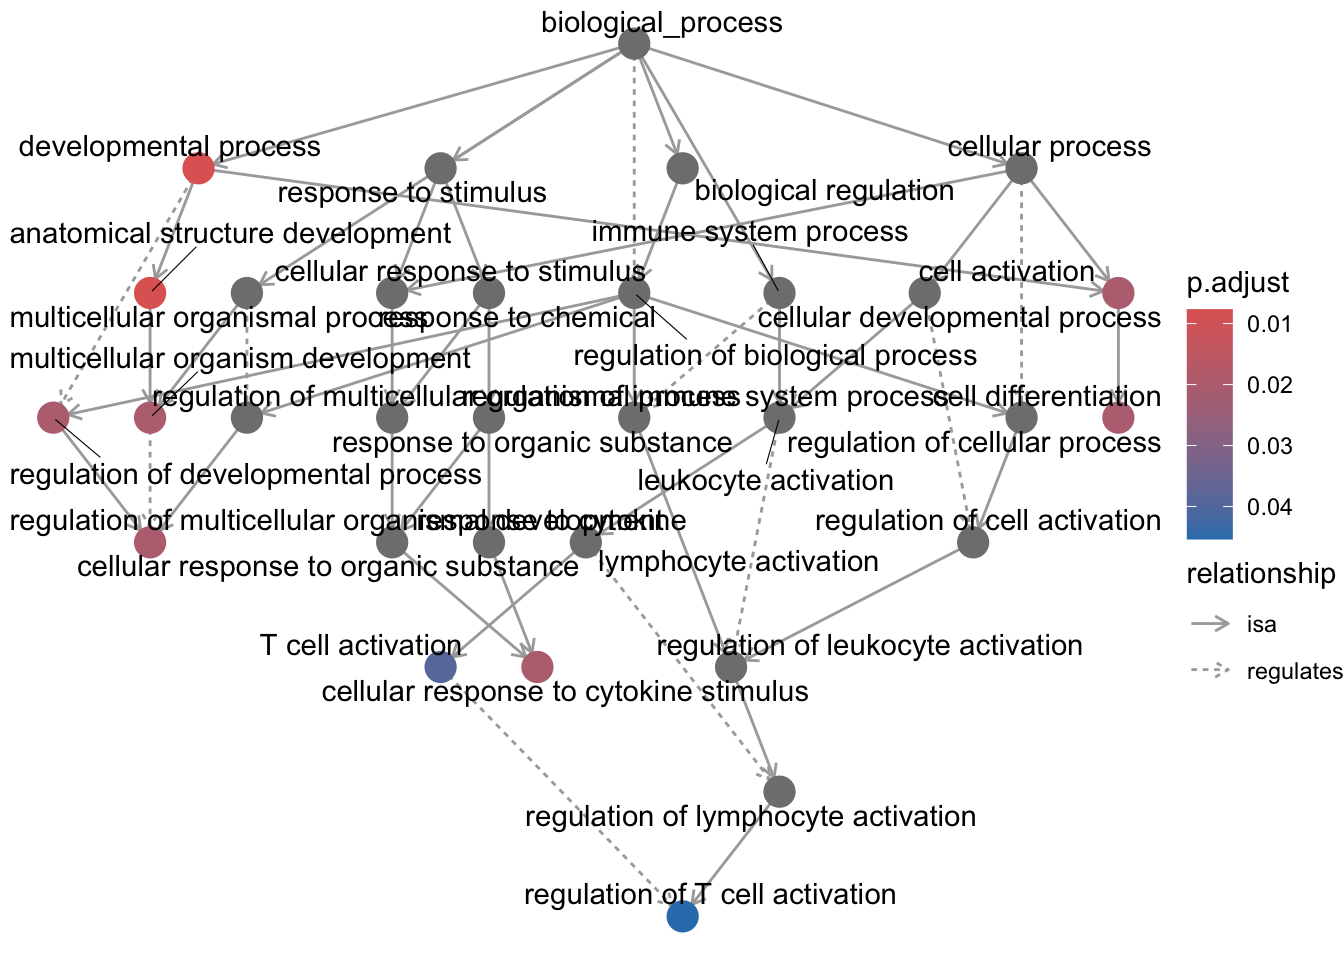 biological_process
developmental process
cellular process
response to stimulus
biological regulation
anatomical structure development
immune system process
cellular response to stimulus
cell activation
multicellular organismal process
response to chemical
cellular developmental process
multicellular organism development
regulation of biological process
regulation of multicellular organismal process
regulation of immune system process
cell differentiation
response to organic substance
regulation of cellular process
regulation of developmental process
leukocyte activation
regulation of multicellular organismal development
response to cytokine
regulation of cell activation
cellular response to organic substance
lymphocyte activation
T cell activation
regulation of leukocyte activation
cellular response to cytokine stimulus
regulation of lymphocyte activation
regulation of T cell activation
p.adjust
0.01
0.02
0.03
0.04
relationship
isa
regulates